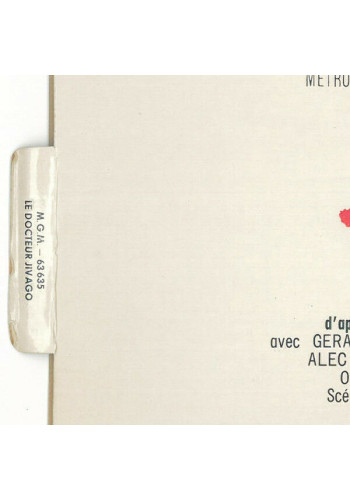 METRO
M.G.M. – 63 635
LE DOCTEUR JIVAGO
d'ap
avec GERA
ALEC
O
Scé